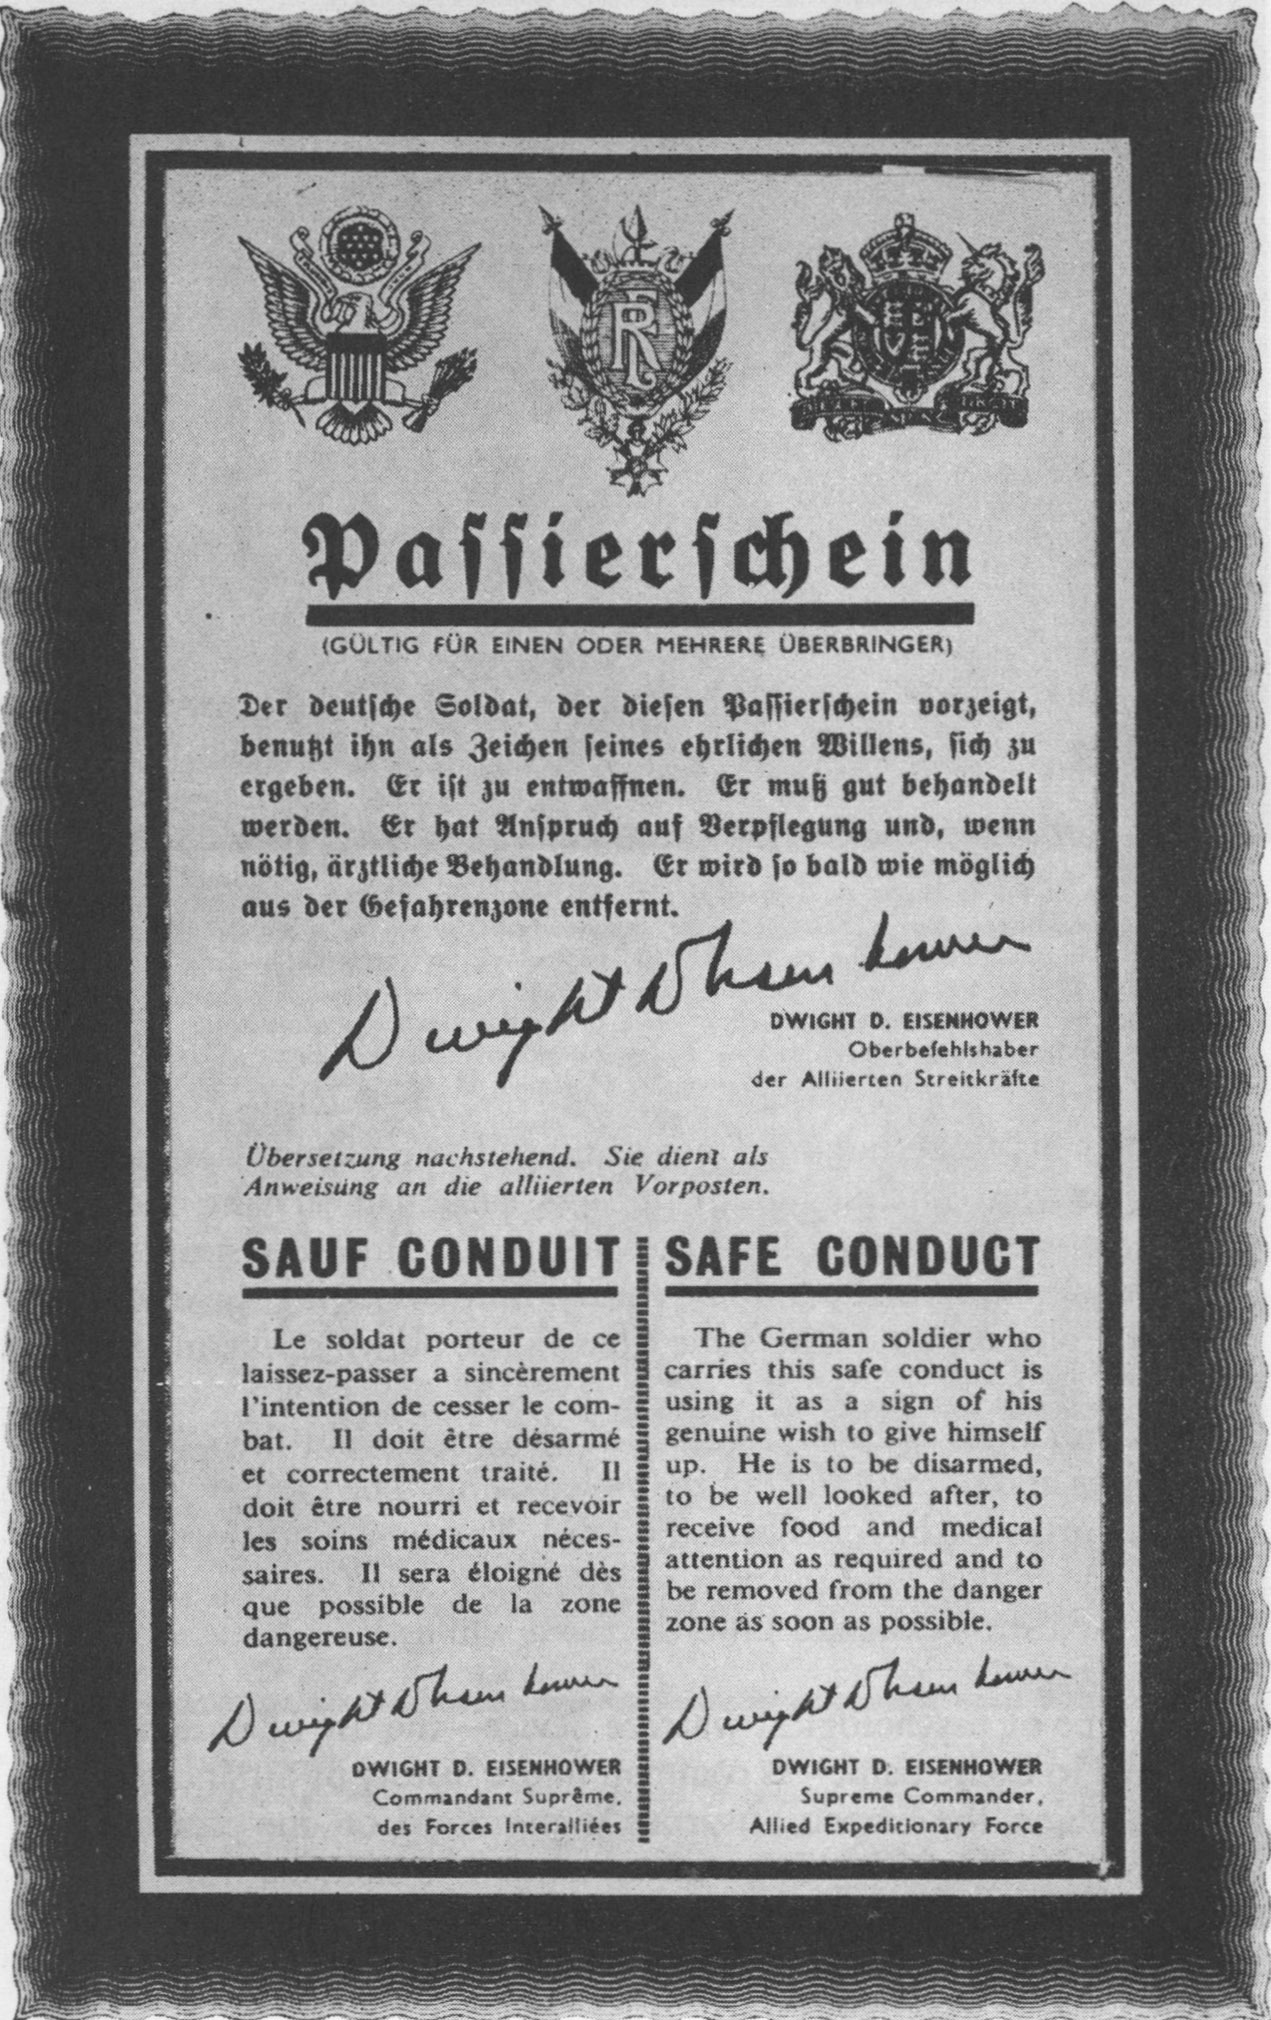 RF
Passierschein
(GÜLTIG FÜR EINEN ODER MEHRERE ÜBERBRINGER)
Der deutsche Soldat, der diesen Passierschein vorzeigt,
benutzt ihn als Zeichen seines ehrlichen Willens, sich zu
ergeben. Er ist zu entwaffnen. Er muß gut behandelt
werden. Er hat Anspruch auf Verpflegung und, wenn
nötig, ärztliche Behandlung. Er wird so bald wie möglich
aus der Gefahrenzone entfernt.
Dwight D Eisenhower
DWIGHT D. EISENHOWER
Oberbefehlshaber
der Alliierten Streitkräfte
Übersetzung nachstehend. Sie dient als
Anweisung an die alliierten Vorposten.
SAUF CONDUIT
Le soldat porteur de ce
laissez-passer a sincèrement
l'intention de cesser le com-
bat. Il doit être désarmé
et correctement traité. Il
doit être nourri et recevoir
les soins médicaux néces-
saires. Il sera éloigné dès
que possible de la zone
dangereuse.
Dwight D Eisenhower
DWIGHT D. EISENHOWER
Commandant Suprême,
des Forces Interalliées
SAFE CONDUCT
The German soldier who
carries this safe conduct is
using it as a sign of his
genuine wish to give himself
up. He is to be disarmed,
to be well looked after, to
receive food and medical
attention as required and to
be removed from the danger
zone as soon as possible.
Dwight D Eisenhower
DWIGHT D. EISENHOWER
Supreme Commander,
Allied Expeditionary Force